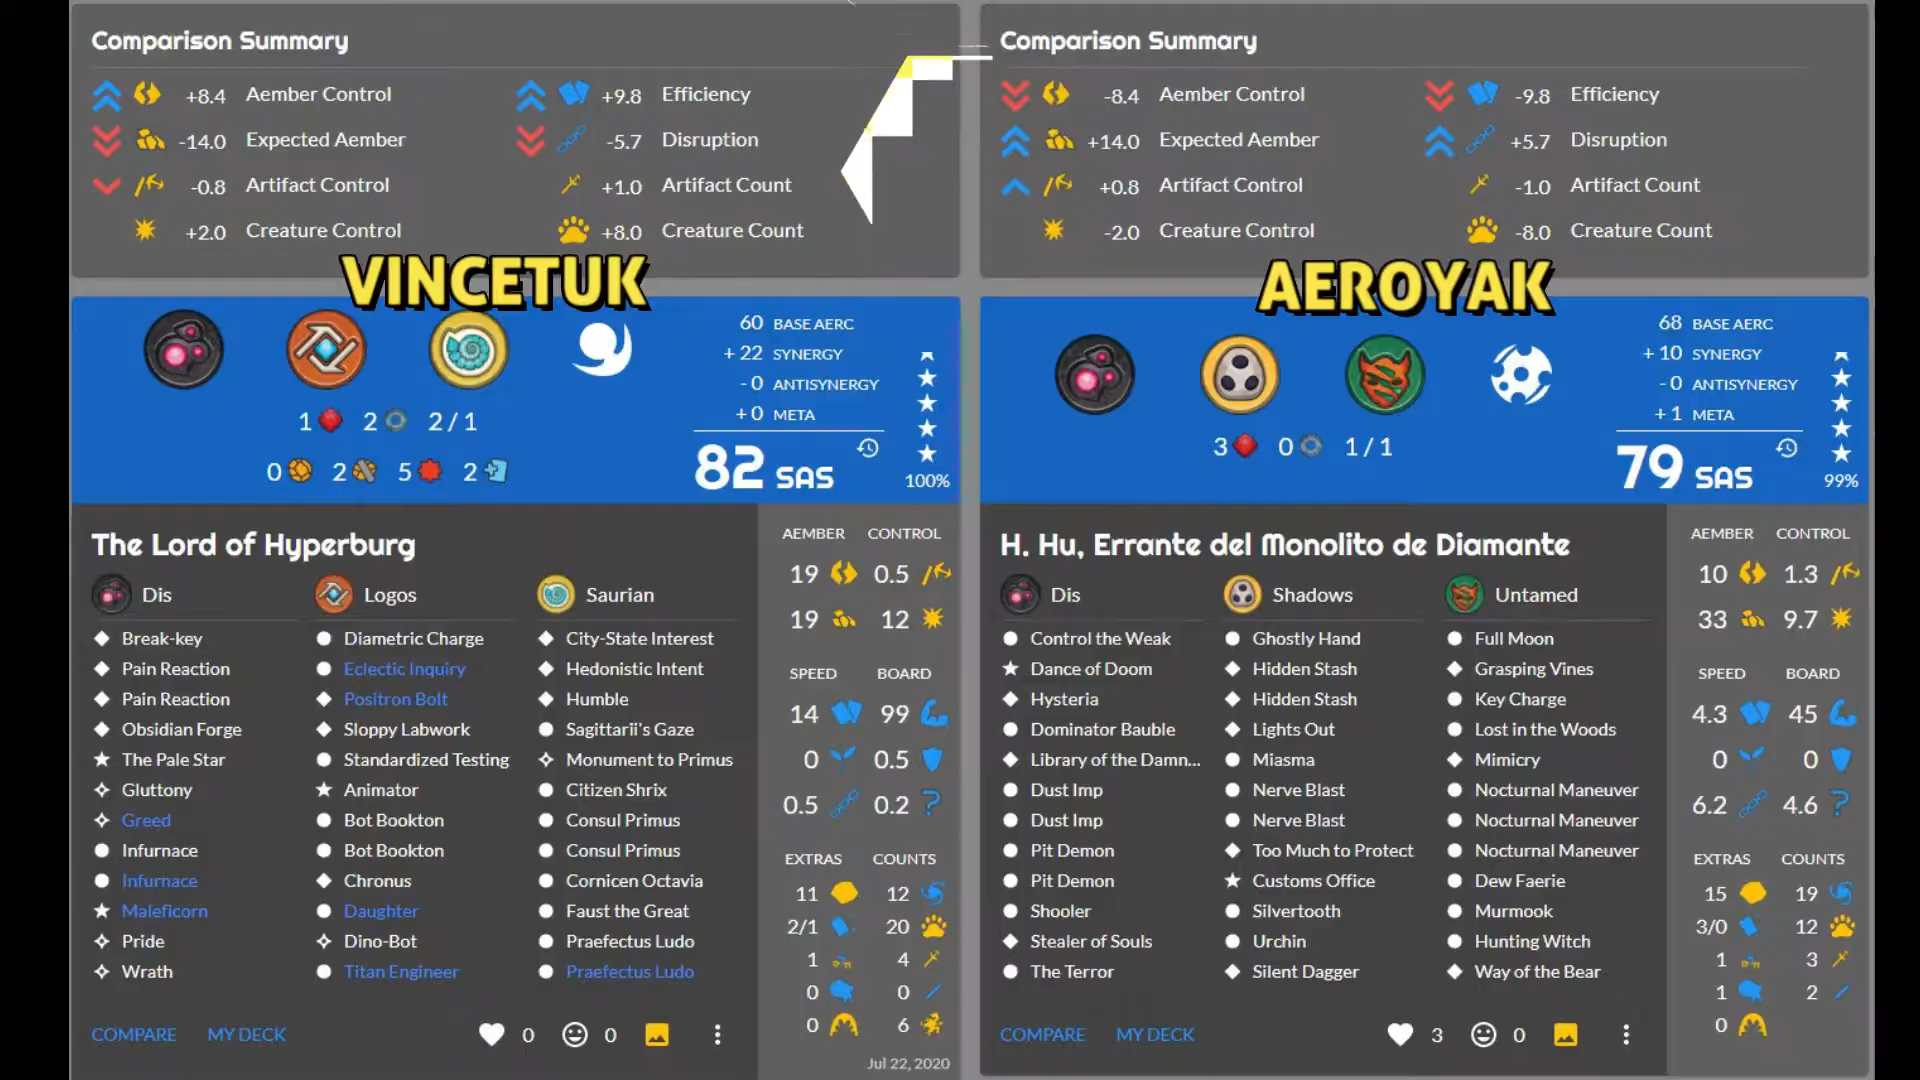 Comparison Summary
+8.4 Aember Control
+9.8 Efficiency
-14.0 Expected Aember
-5.7 Disruption
-0.8 Artifact Control
+1.0 Artifact Count
+2.0 Creature Control
+8.0 Creature Count
VINCETUK
1 2 2 / 1
0 2 5 2
60 BASE AERC
+ 22 SYNERGY
- 0 ANTISYNERGY
+ 0 META
82 SAS
100%
The Lord of Hyperburg
Dis
Break-key
Pain Reaction
Pain Reaction
Obsidian Forge
The Pale Star
Gluttony
Greed
Infurnace
Infurnace
Maleficorn
Pride
Wrath
Logos
Diametric Charge
Eclectic Inquiry
Positron Bolt
Sloppy Labwork
Standardized Testing
Animator
Bot Bookton
Bot Bookton
Chronus
Daughter
Dino-Bot
Titan Engineer
Saurian
City-State Interest
Hedonistic Intent
Humble
Sagittarii's Gaze
Monument to Primus
Citizen Shrix
Consul Primus
Consul Primus
Cornicen Octavia
Faust the Great
Praefectus Ludo
Praefectus Ludo
AEMBER CONTROL
19 0.5
19 12
SPEED BOARD
14 99
0 0.5
0.5 0.2
EXTRAS COUNTS
11 12
2/1 20
1 4
0 0
0 6
COMPARE MY DECK 0 0
Jul 22, 2020
Comparison Summary
-8.4 Aember Control
-9.8 Efficiency
+14.0 Expected Aember
+5.7 Disruption
+0.8 Artifact Control
-1.0 Artifact Count
-2.0 Creature Control
-8.0 Creature Count
AEROYAK
3 0 1 / 1
68 BASE AERC
+ 10 SYNERGY
- 0 ANTISYNERGY
+ 1 META
79 SAS
99%
H. Hu, Errante del Monolito de Diamante
Dis
Control the Weak
Dance of Doom
Hysteria
Dominator Bauble
Library of the Damn...
Dust Imp
Dust Imp
Pit Demon
Pit Demon
Shooler
Stealer of Souls
The Terror
Shadows
Ghostly Hand
Hidden Stash
Hidden Stash
Lights Out
Miasma
Nerve Blast
Nerve Blast
Too Much to Protect
Customs Office
Silvertooth
Urchin
Silent Dagger
Untamed
Full Moon
Grasping Vines
Key Charge
Lost in the Woods
Mimicry
Nocturnal Maneuver
Nocturnal Maneuver
Nocturnal Maneuver
Dew Faerie
Murmook
Hunting Witch
Way of the Bear
AEMBER CONTROL
10 1.3
33 9.7
SPEED BOARD
4.3 45
0 0
6.2 4.6
EXTRAS COUNTS
15 19
3/0 12
1 3
1 2
0
COMPARE MY DECK 3 0